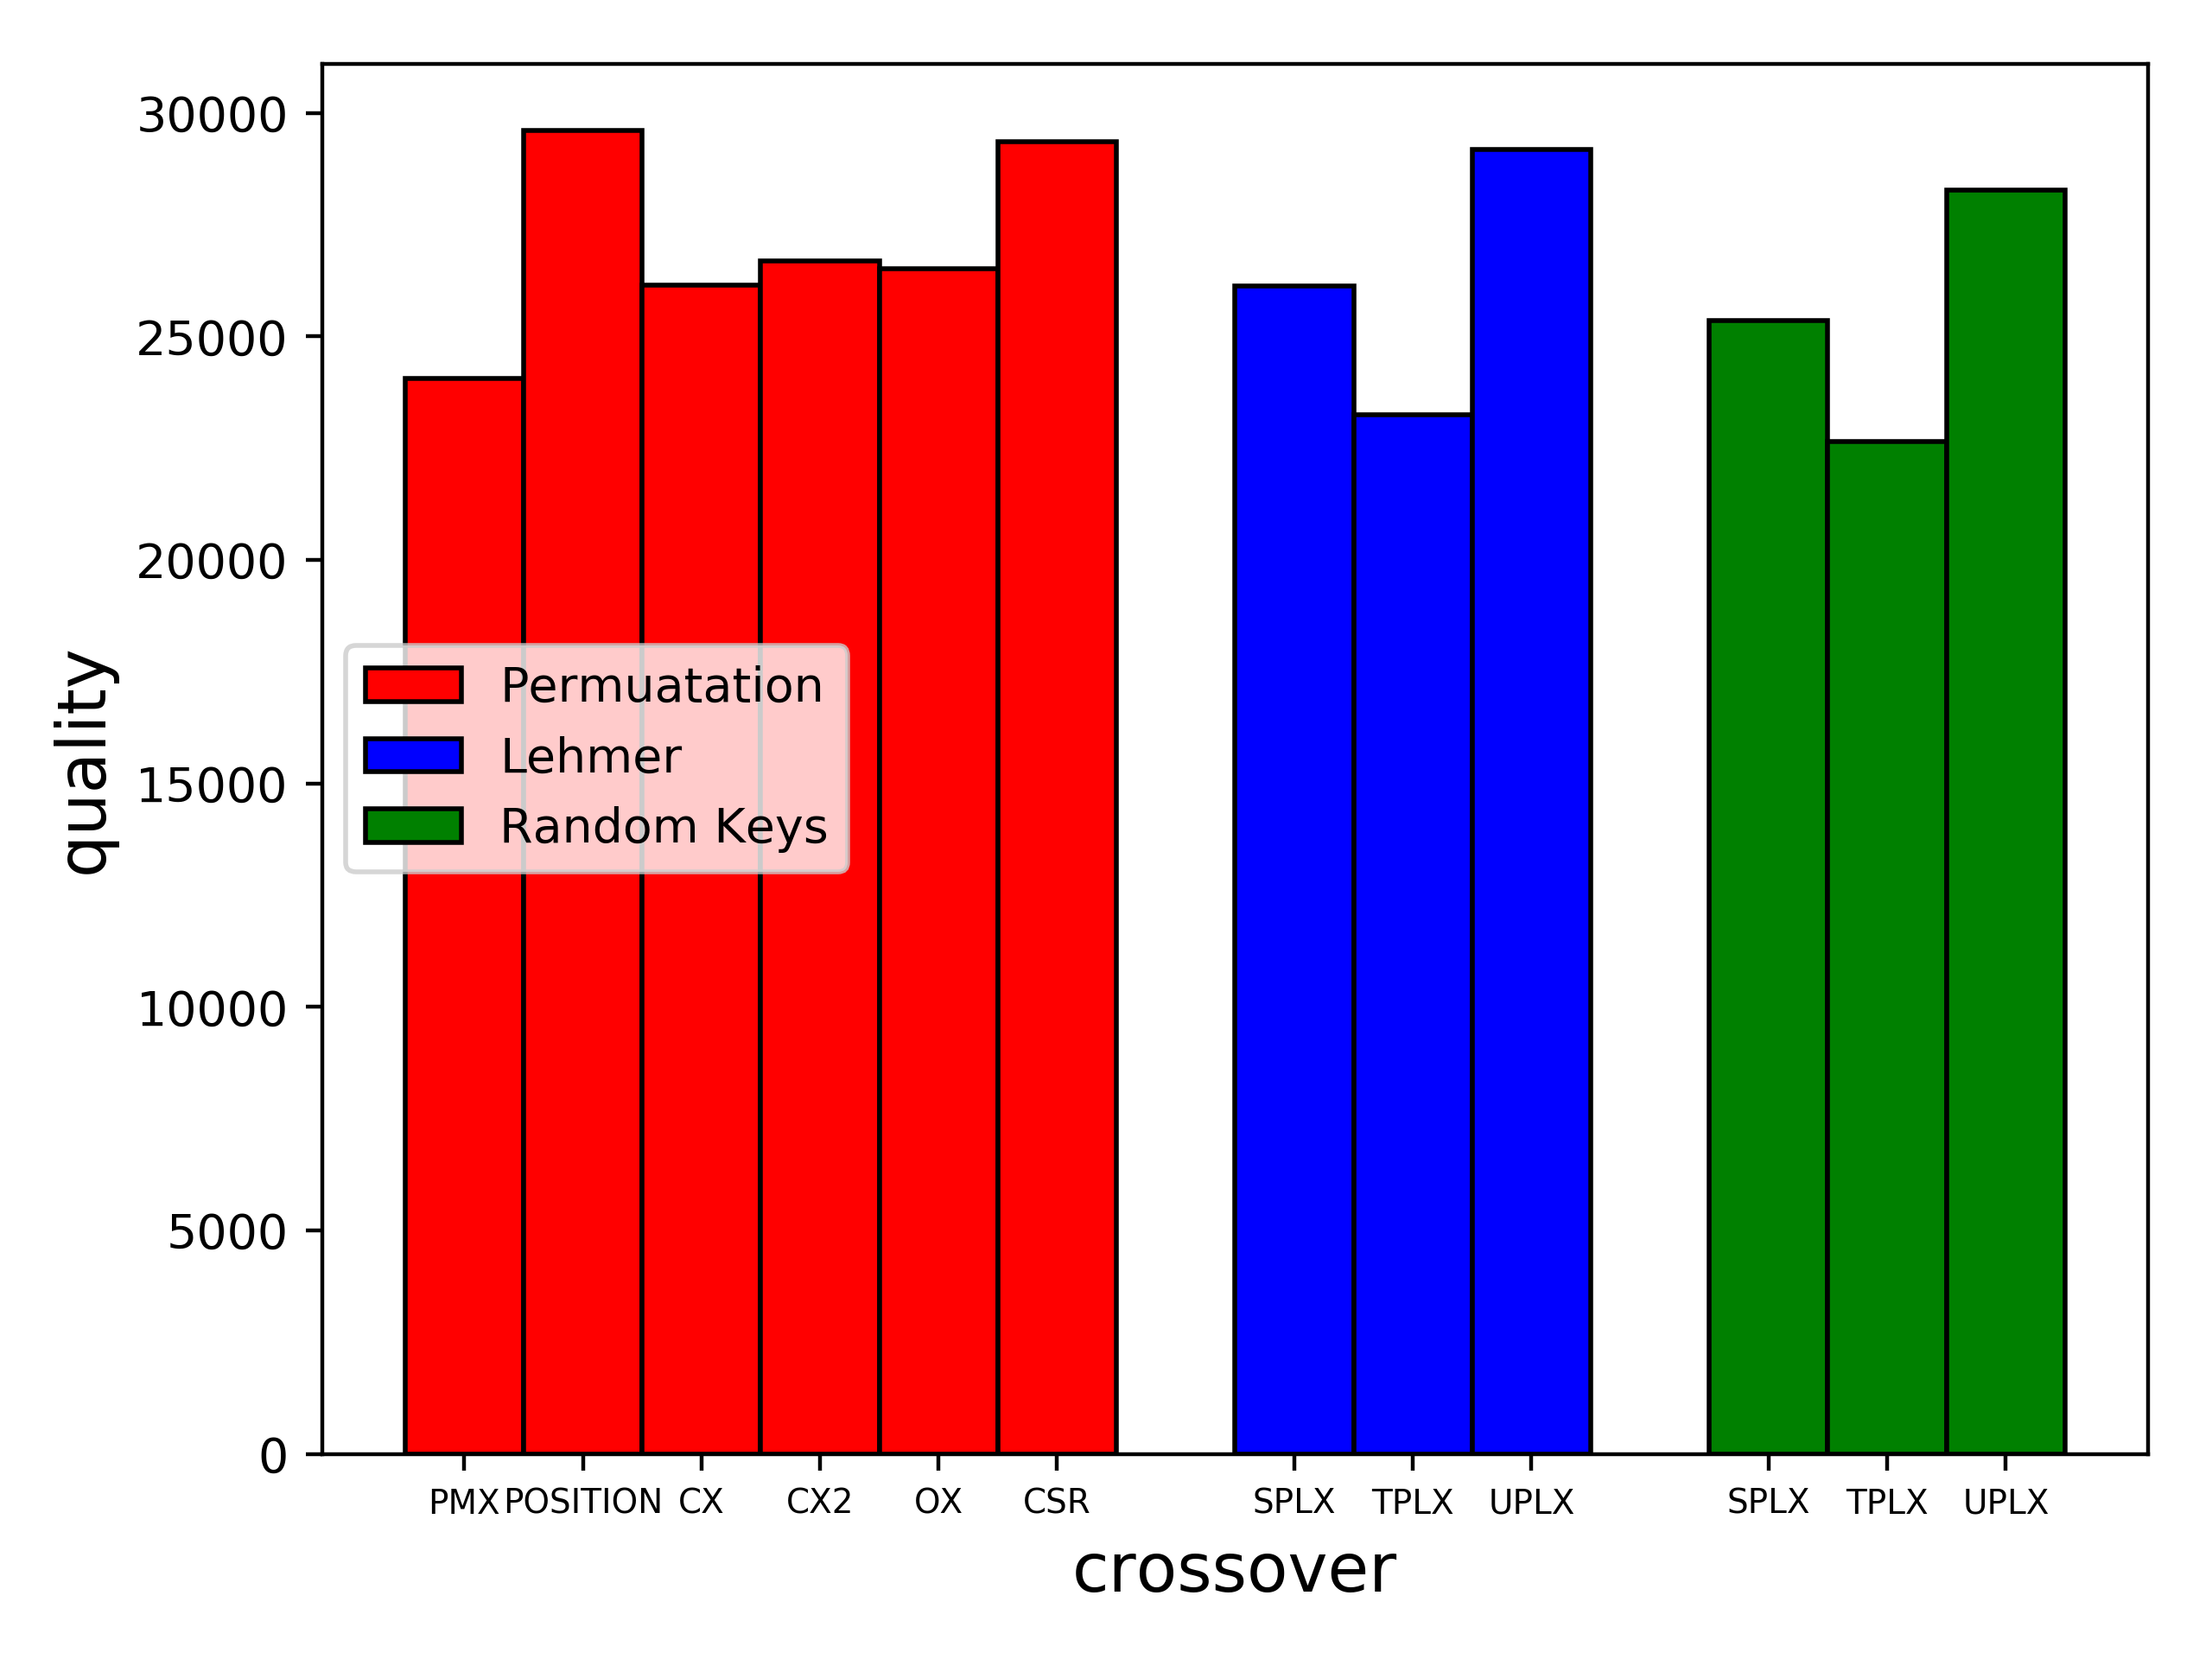 30000
25000
20000
15000
10000
5000
0
quality
Permuatation
Lehmer
Random Keys
PMX POSITION CX CX2 OX CSR SPLX TPLX UPLX SPLX TPLX UPLX
crossover